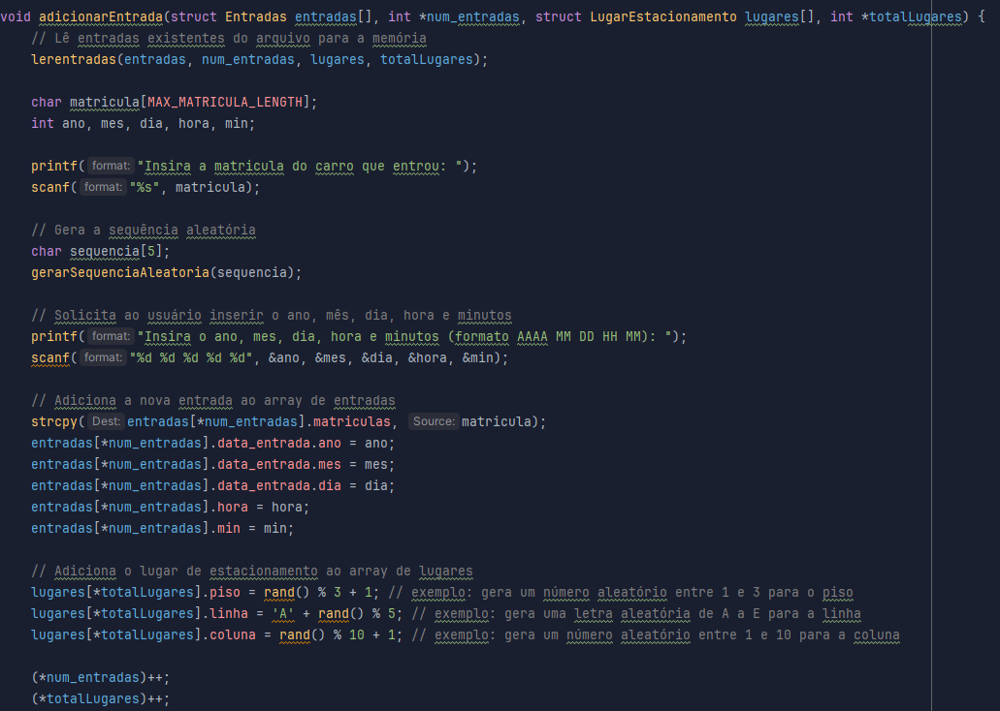 void adicionarEntrada(struct Entradas entradas[], int *num_entradas, struct LugarEstacionamento lugares[], int *totalLugares) {
// Lê entradas existentes do arquivo para a memória
lerentradas(entradas, num_entradas, lugares, totalLugares);
char matricula[MAX_MATRICULA_LENGTH];
int ano, mes, dia, hora, min;
printf( format: "Insira a matricula do carro que entrou: ");
scanf( format: "%s", matricula);
// Gera a sequência aleatória
char sequencia[5];
gerarSequenciaAleatoria(sequencia);
// Solicita ao usuário inserir o ano, mês, dia, hora e minutos
printf( format: "Insira o ano, mes, dia, hora e minutos (formato AAAA MM DD HH MM): ");
scanf( format: "%d %d %d %d %d", &ano, &mes, &dia, &hora, &min);
// Adiciona a nova entrada ao array de entradas
strcpy( Dest: entradas[*num_entradas].matriculas, Source: matricula);
entradas[*num_entradas].data_entrada.ano = ano;
entradas[*num_entradas].data_entrada.mes = mes;
entradas[*num_entradas].data_entrada.dia = dia;
entradas[*num_entradas].hora = hora;
entradas[*num_entradas].min = min;
// Adiciona o lugar de estacionamento ao array de lugares
lugares[*totalLugares].piso = rand() % 3 + 1; // exemplo: gera um número aleatório entre 1 e 3 para o piso
lugares[*totalLugares].linha = 'A' + rand() % 5; // exemplo: gera uma letra aleatória de A a E para a linha
lugares[*totalLugares].coluna = rand() % 10 + 1; // exemplo: gera um número aleatório entre 1 e 10 para a coluna
(*num_entradas)++;
(*totalLugares)++;